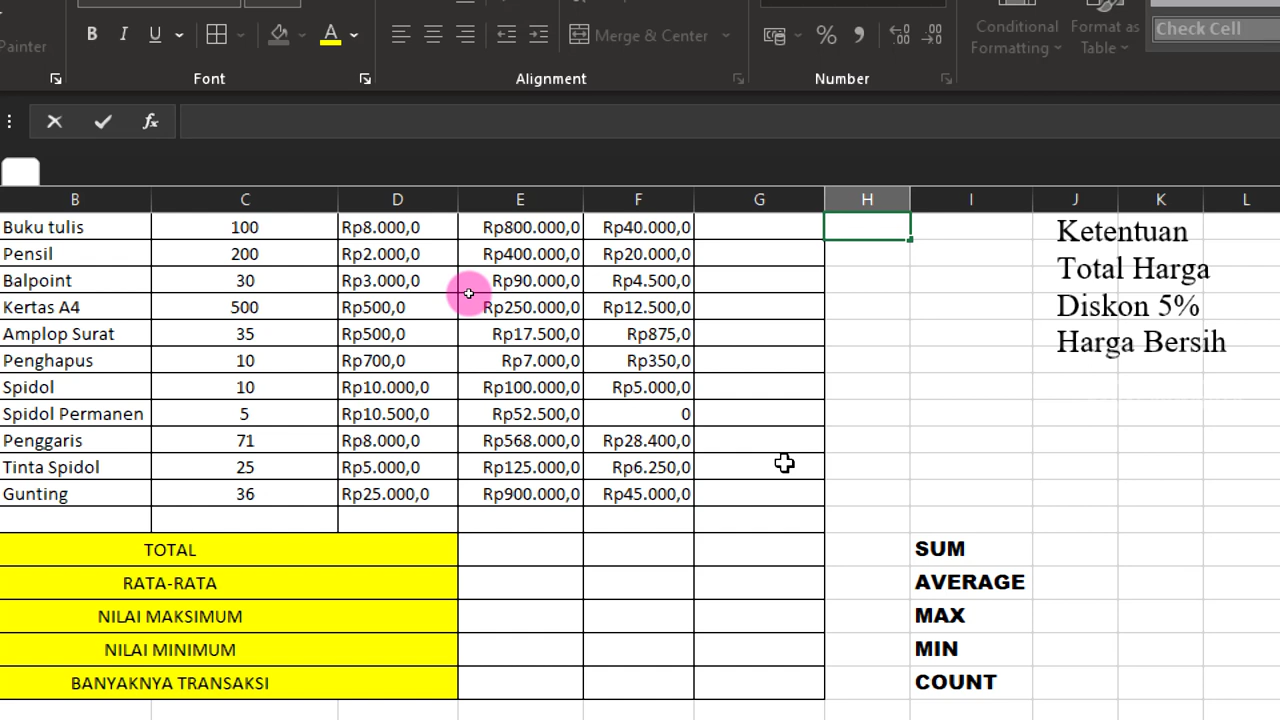 Painter
B I U A
Merge & Center
% 9
Conditional Formatting
Format as Table
Check Cell
Font
Alignment
Number
fx
B C D E F G H I J K L
Buku tulis 100 Rp8.000,0 Rp800.000,0 Rp40.000,0
Pensil 200 Rp2.000,0 Rp400.000,0 Rp20.000,0
Balpoint 30 Rp3.000,0 Rp90.000,0 Rp4.500,0
Kertas A4 500 Rp500,0 Rp250.000,0 Rp12.500,0
Amplop Surat 35 Rp500,0 Rp17.500,0 Rp875,0
Penghapus 10 Rp700,0 Rp7.000,0 Rp350,0
Spidol 10 Rp10.000,0 Rp100.000,0 Rp5.000,0
Spidol Permanen 5 Rp10.500,0 Rp52.500,0 0
Penggaris 71 Rp8.000,0 Rp568.000,0 Rp28.400,0
Tinta Spidol 25 Rp5.000,0 Rp125.000,0 Rp6.250,0
Gunting 36 Rp25.000,0 Rp900.000,0 Rp45.000,0
Ketentuan
Total Harga
Diskon 5%
Harga Bersih
TOTAL SUM
RATA-RATA AVERAGE
NILAI MAKSIMUM MAX
NILAI MINIMUM MIN
BANYAKNYA TRANSAKSI COUNT